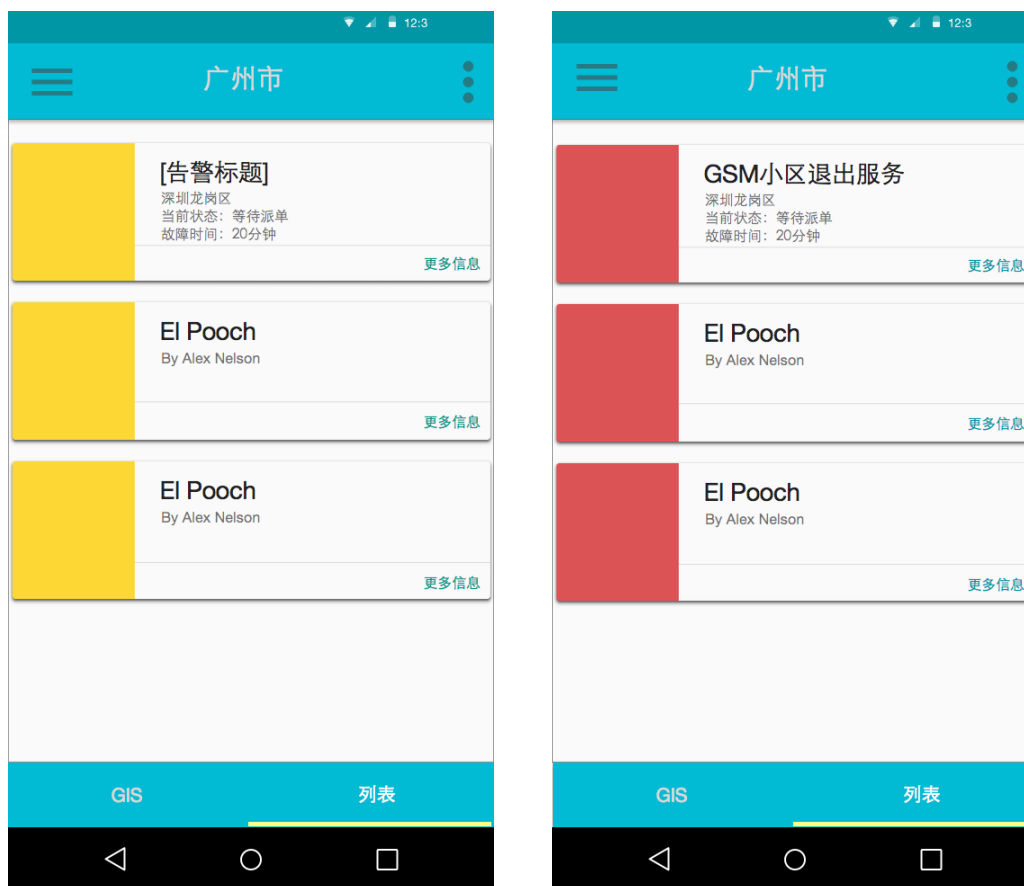 12:3
广州市
[告警标题]
深圳龙岗区
当前状态：等待派单
故障时间：20分钟
更多信息
El Pooch
By Alex Nelson
更多信息
El Pooch
By Alex Nelson
更多信息
GIS
列表
12:3
广州市
GSM小区退出服务
深圳龙岗区
当前状态：等待派单
故障时间：20分钟
更多信息
El Pooch
By Alex Nelson
更多信息
El Pooch
By Alex Nelson
更多信息
GIS
列表